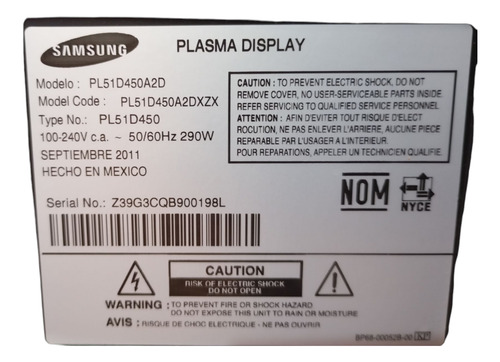 SAMSUNG
PLASMA DISPLAY
Modelo : PL51D450A2D
Model Code : PL51D450A2DXZX
Type No.: PL51D450
100-240V c.a. ~ 50/60Hz 290W
SEPTIEMBRE 2011
HECHO EN MEXICO
CAUTION : TO PREVENT ELECTRIC SHOCK, DO NOT
REMOVE COVER, NO USER-SERVICEABLE PARTS INSIDE.
REFER SERVICING TO QUALIFIED SERVICE PERSONNEL.
ATTENTION : AFIN D'EVITER TOUT RISQUE D'ELECT
ROCUTION, NE PAS ENLEVER L'ARRIERE, AUCUNE PIECE
REPARABLE PAR L'USAGER A L'INTERIEUR.
POUR REPARATIONS, APPELER UN TECHNICIEN QUALIFIE.
Serial No.: Z39G3CQB900198L
NOM
NYCE
CAUTION
RISK OF ELECTRIC SHOCK
DO NOT OPEN
WARNING : TO PREVENT FIRE OR SHOCK HAZARD
DO NOT EXPOSE THIS UNIT TO RAIN OR MOISTURE.
AVIS : RISQUE DE CHOC ELECTRIQUE - NE PAS OUVRIR